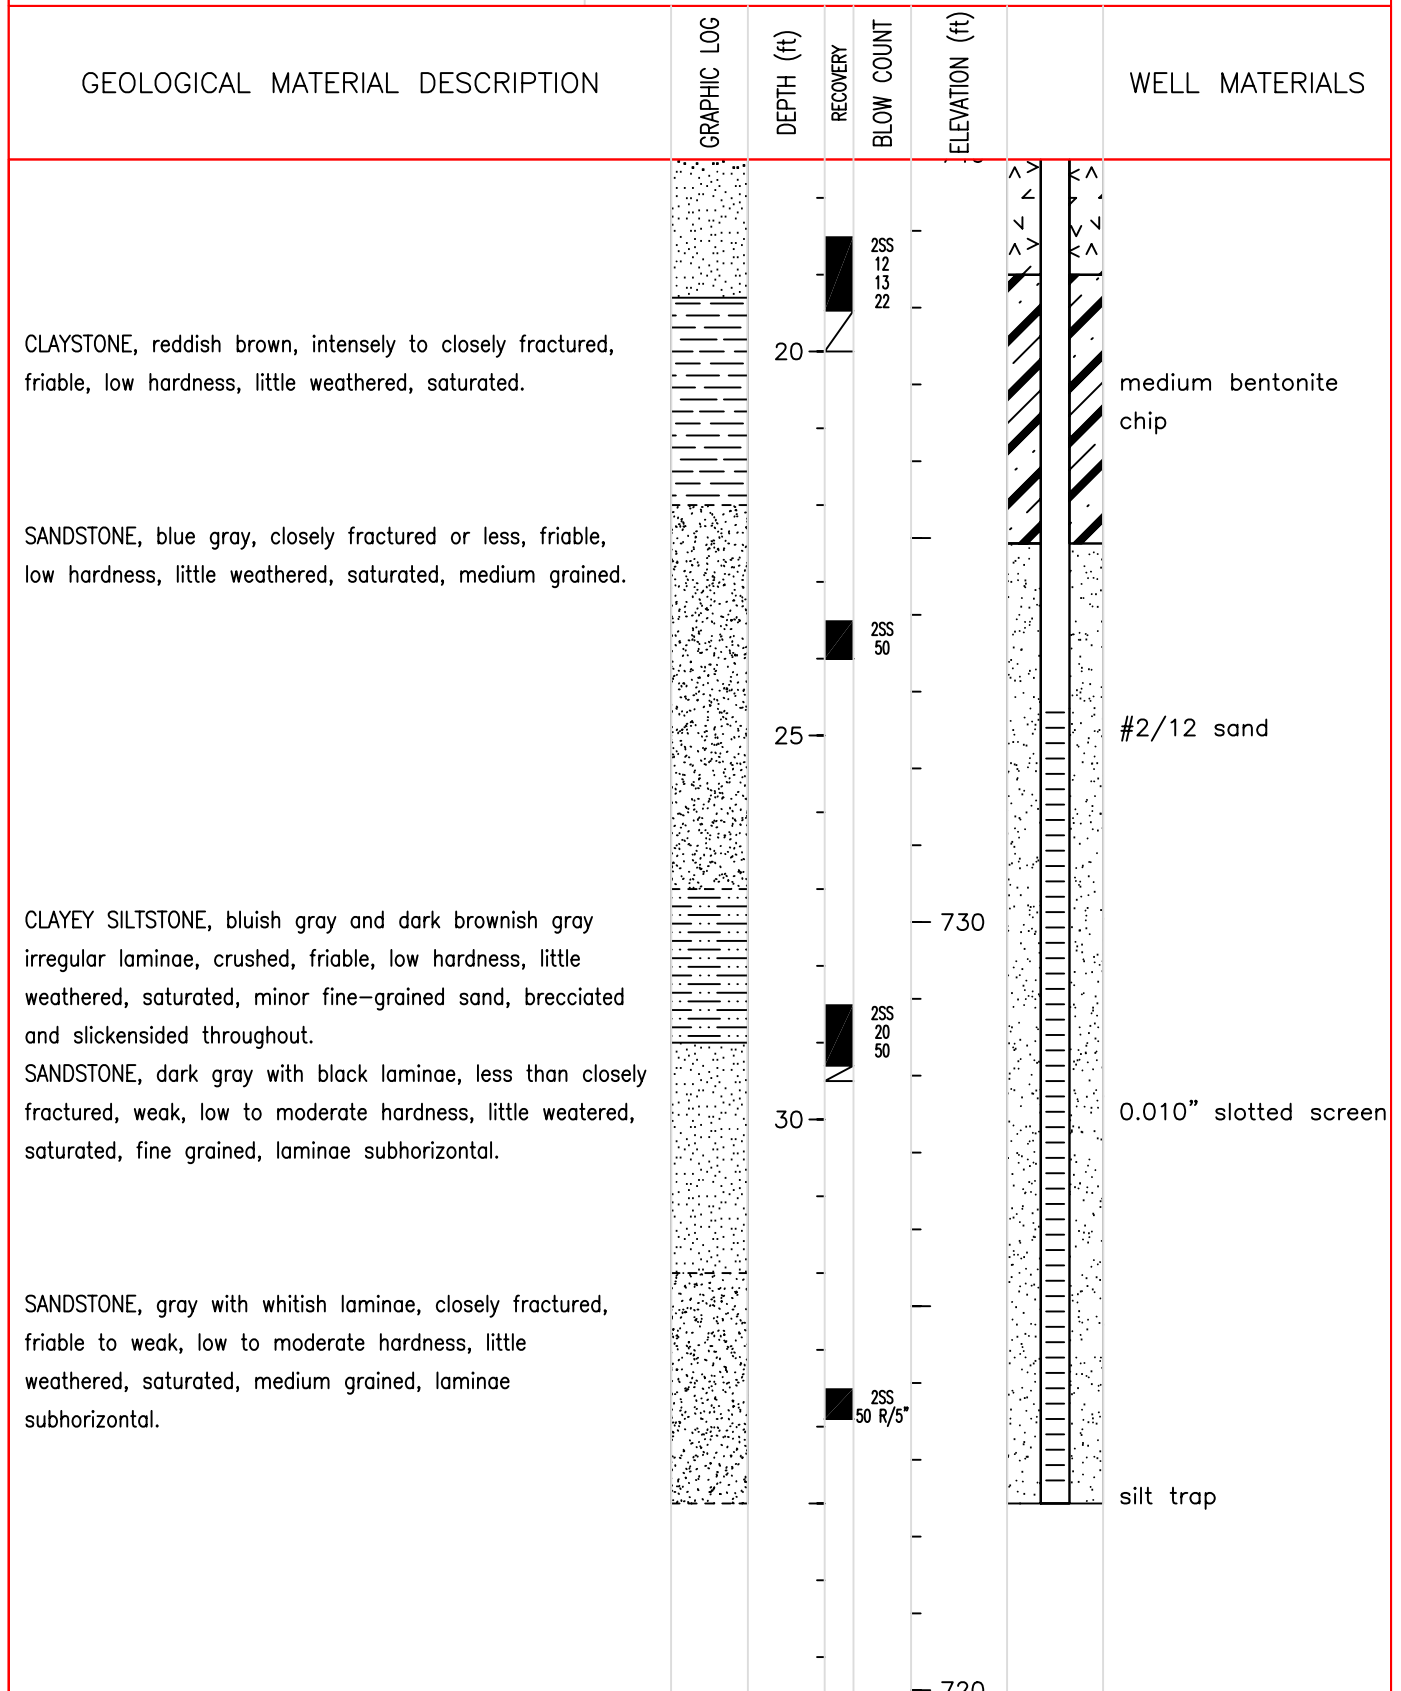 GEOLOGICAL MATERIAL DESCRIPTION
GRAPHIC LOG
DEPTH (ft)
RECOVERY
BLOW COUNT
ELEVATION (ft)
WELL MATERIALS
2SS
12
13
22
CLAYSTONE, reddish brown, intensely to closely fractured,
friable, low hardness, little weathered, saturated.
20
medium bentonite
chip
SANDSTONE, blue gray, closely fractured or less, friable,
low hardness, little weathered, saturated, medium grained.
2SS
50
25
#2/12 sand
CLAYEY SILTSTONE, bluish gray and dark brownish gray
irregular laminae, crushed, friable, low hardness, little
weathered, saturated, minor fine-grained sand, brecciated
and slickensided throughout.
730
2SS
20
50
SANDSTONE, dark gray with black laminae, less than closely
fractured, weak, low to moderate hardness, little weatered,
saturated, fine grained, laminae subhorizontal.
30
0.010" slotted screen
SANDSTONE, gray with whitish laminae, closely fractured,
friable to weak, low to moderate hardness, little
weathered, saturated, medium grained, laminae
subhorizontal.
2SS
50 R/5"
silt trap
720